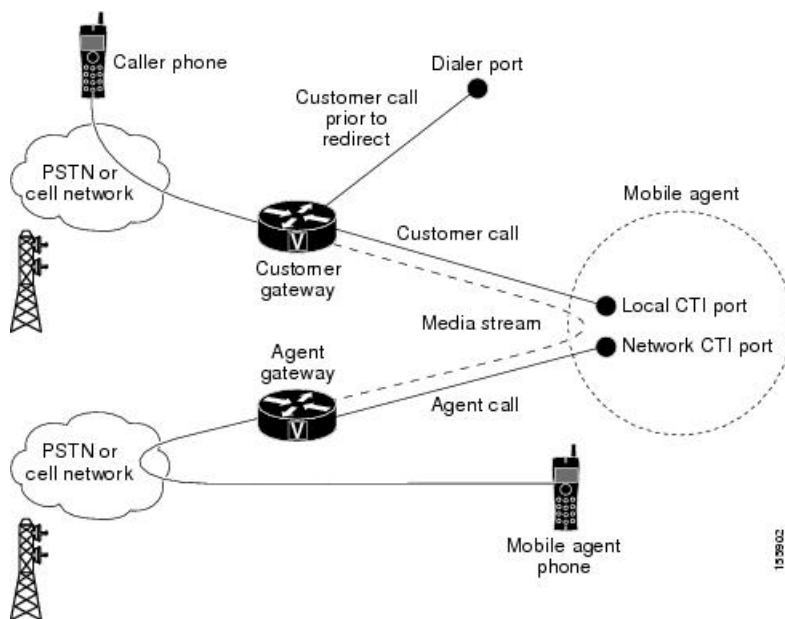 Caller phone
Dialer port
Customer call
prior to
redirect
PSTN or
cell network
Mobile agent
V
Customer call
Customer
gateway
Local CTI port
Media stream
Network CTI port
Agent
gateway
V
Agent call
PSTN or
cell network
Mobile agent
phone
155902